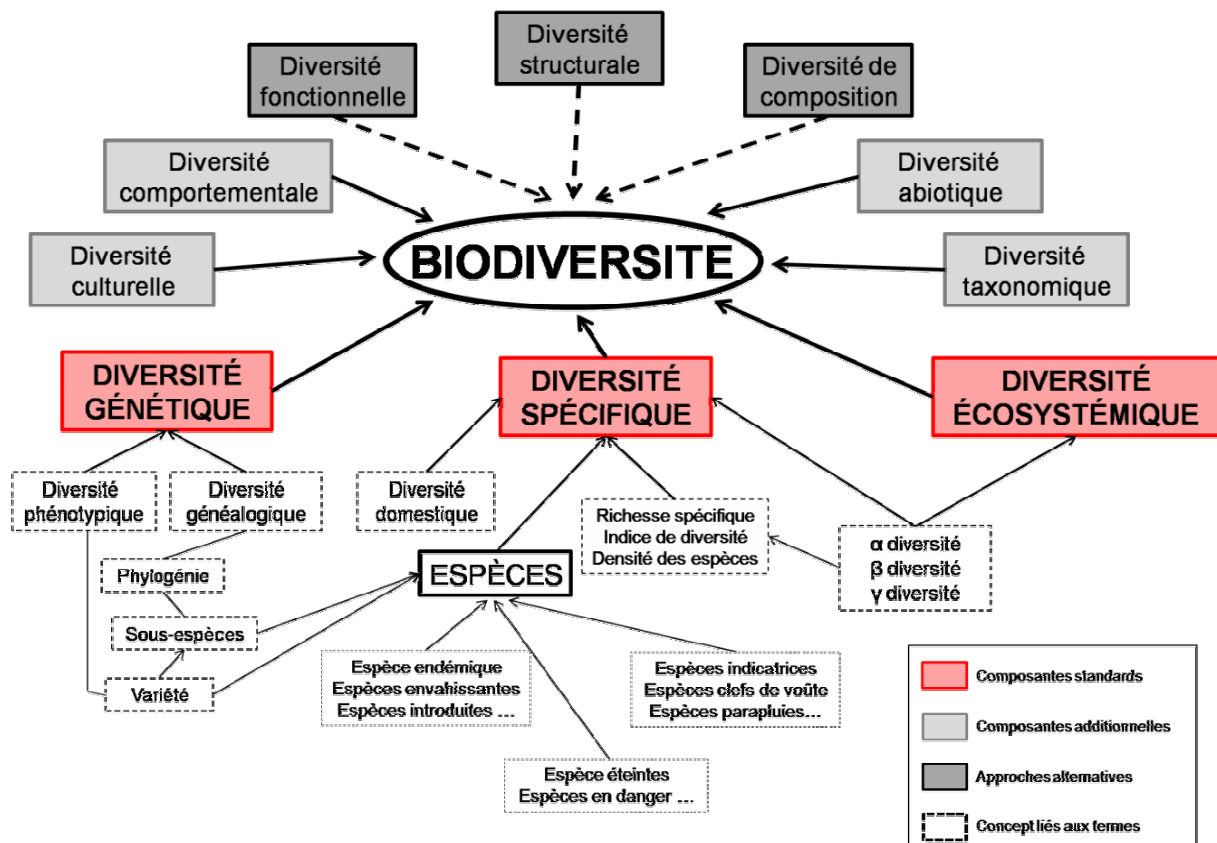 Diversité
structurale
Diversité
fonctionnelle
Diversité de
composition
Diversité
comportementale
Diversité
abiotique
BIODIVERSITE
Diversité
culturelle
Diversité
taxonomique
DIVERSITÉ
GÉNÉTIQUE
DIVERSITÉ
SPÉCIFIQUE
DIVERSITÉ
ÉCOSYSTÉMIQUE
Diversité
phénotypique
Diversité
généalogique
Diversité
domestique
Richesse spécifique
Indice de diversité
Densité des espèces
α diversité
β diversité
γ diversité
Phylogénie
ESPÈCES
Sous-espèces
Variété
Espèce endémique
Espèces envahissantes
Espèces introduites ...
Espèces indicatrices
Espèces clefs de voûte
Espèces parapluies...
Espèce éteintes
Espèces en danger ...
Composantes standards
Composantes additionnelles
Approches alternatives
Concept liés aux termes